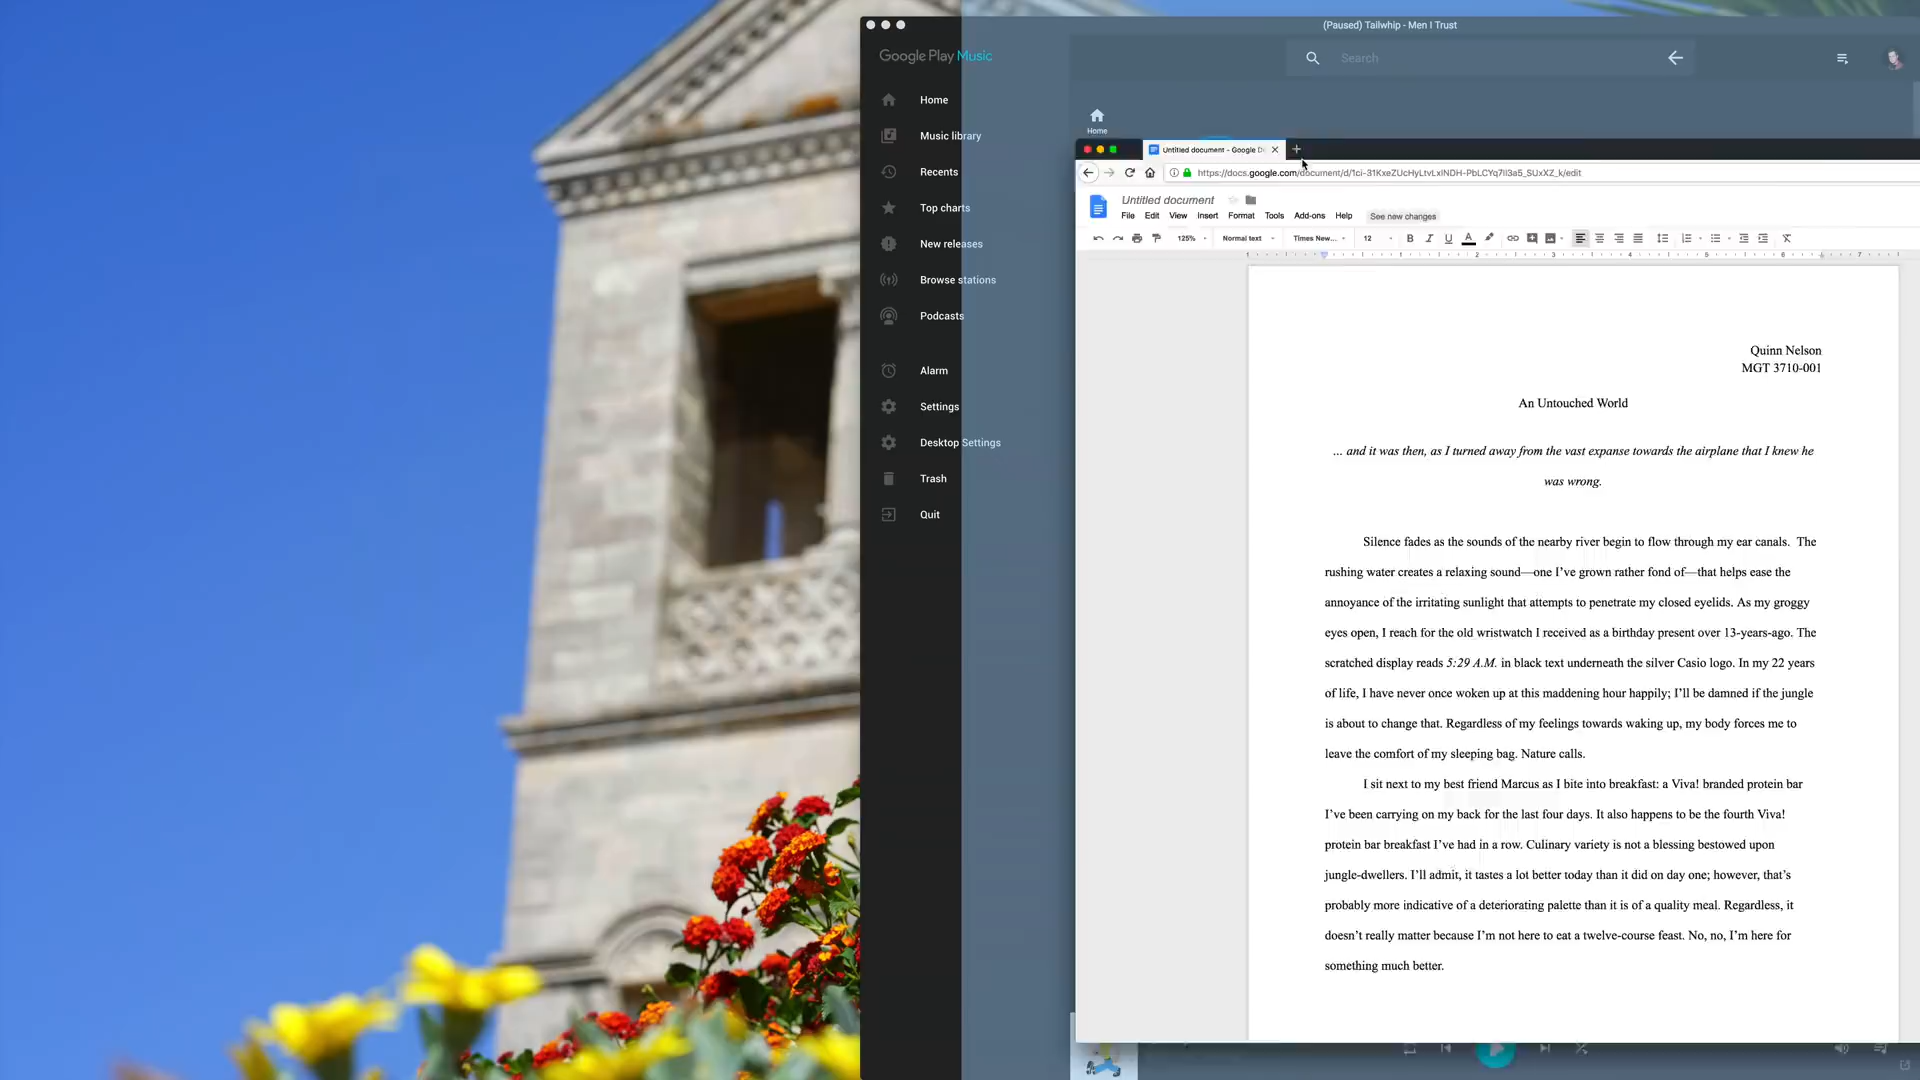 (Paused) Tailwhip - Men I Trust
Google Play Music
Search
Home
Music library
Recents
Top charts
New releases
Browse stations
Podcasts
Alarm
Settings
Desktop Settings
Trash
Quit
Home
Untitled document - Google D
https://docs.google.com/document/d/1ci-31KxeZUcHyLtvLxINDH-PbLCYq7lI3a5_SUxXZ_k/edit
Untitled document
File Edit View Insert Format Tools Add-ons Help See new changes
125% Normal text Times New... 12
1 1 2 3 4 5 6 7
Quinn Nelson
MGT 3710-001
An Untouched World
... and it was then, as I turned away from the vast expanse towards the airplane that I knew he
was wrong.
Silence fades as the sounds of the nearby river begin to flow through my ear canals. The
rushing water creates a relaxing sound—one I’ve grown rather fond of—that helps ease the
annoyance of the irritating sunlight that attempts to penetrate my closed eyelids. As my groggy
eyes open, I reach for the old wristwatch I received as a birthday present over 13-years-ago. The
scratched display reads 5:29 A.M. in black text underneath the silver Casio logo. In my 22 years
of life, I have never once woken up at this maddening hour happily; I’ll be damned if the jungle
is about to change that. Regardless of my feelings towards waking up, my body forces me to
leave the comfort of my sleeping bag. Nature calls.
I sit next to my best friend Marcus as I bite into breakfast: a Viva! branded protein bar
I’ve been carrying on my back for the last four days. It also happens to be the fourth Viva!
protein bar breakfast I’ve had in a row. Culinary variety is not a blessing bestowed upon
jungle-dwellers. I’ll admit, it tastes a lot better today than it did on day one; however, that’s
probably more indicative of a deteriorating palette than it is of a quality meal. Regardless, it
doesn’t really matter because I’m not here to eat a twelve-course feast. No, no, I’m here for
something much better.